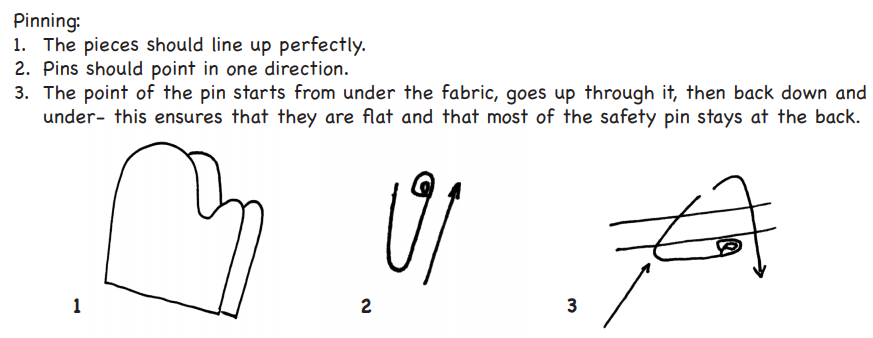 Pinning:
1. The pieces should line up perfectly.
2. Pins should point in one direction.
3. The point of the pin starts from under the fabric, goes up through it, then back down and
under- this ensures that they are flat and that most of the safety pin stays at the back.
1
2
3